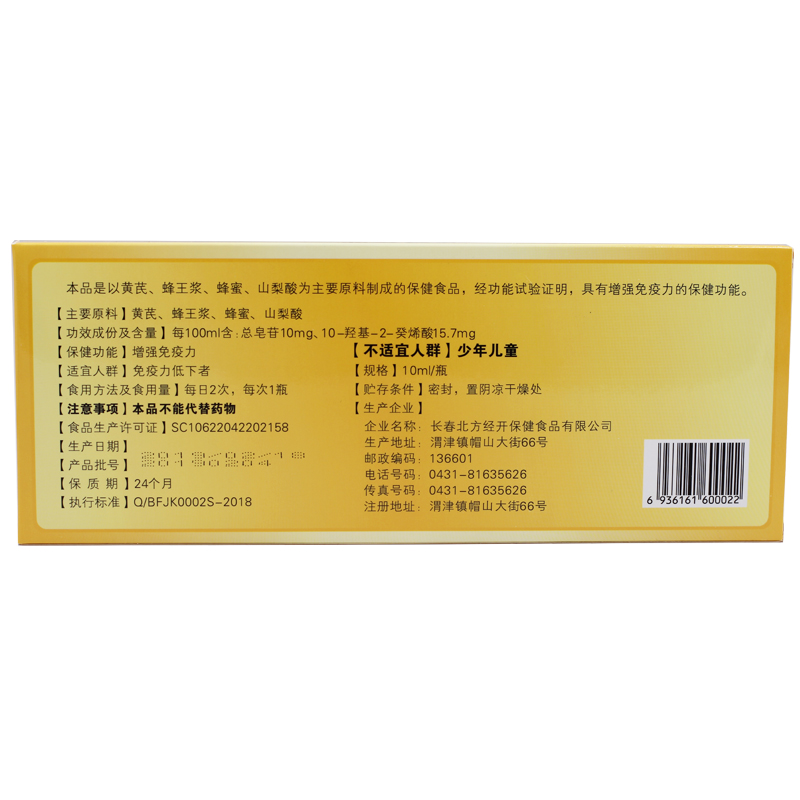 本品是以黄芪、蜂王浆、蜂蜜、山梨酸为主要原料制成的保健食品，经功能试验证明，具有增强免疫力的保健功能。
【主要原料】黄芪、蜂王浆、蜂蜜、山梨酸
【功效成份及含量】每100ml含：总皂苷10mg、10-羟基-2-癸烯酸15.7mg
【保健功能】增强免疫力
【适宜人群】免疫力低下者
【食用方法及食用量】每日2次，每次1瓶
【注意事项】本品不能代替药物
【食品生产许可证】SC10622042202158
【生产日期】
【产品批号】
【保 质 期】24个月
【执行标准】Q/BFJK0002S-2018
【不适宜人群】少年儿童
【规格】10ml/瓶
【贮存条件】密封，置阴凉干燥处
【生产企业】
企业名称：长春北方经开保健食品有限公司
生产地址：渭津镇帽山大街66号
邮政编码：136601
电话号码：0431-81635626
传真号码：0431-81635626
注册地址：渭津镇帽山大街66号
6 936161 600022